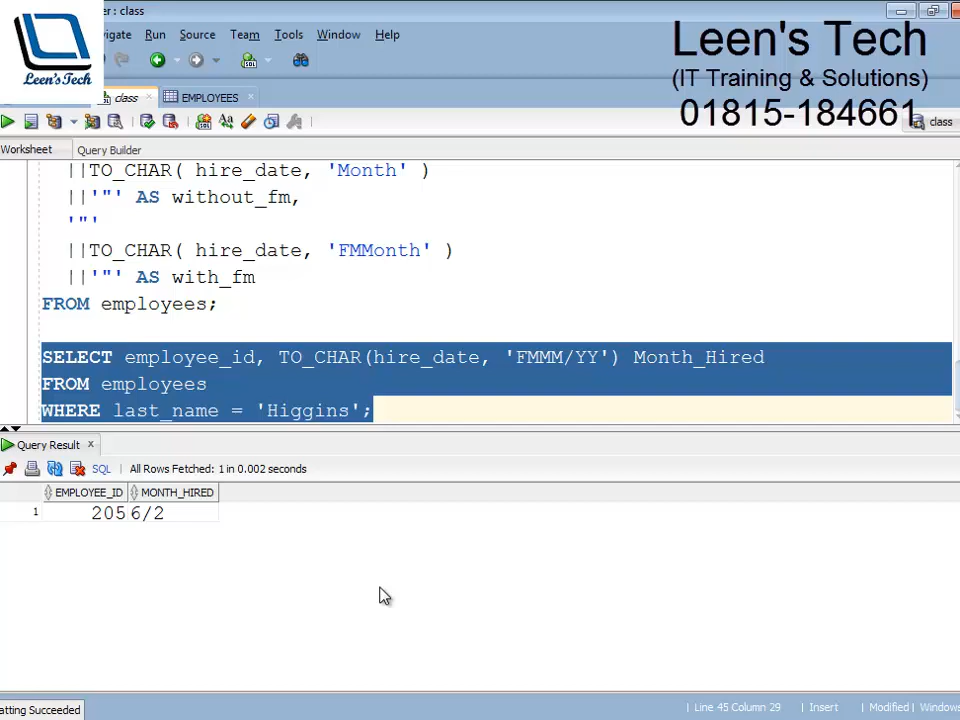 : class
Leen'sTech
Leen's Tech
(IT Training & Solutions)
01815-184661
igate Run Source Team Tools Window Help
class
EMPLOYEES
class
Worksheet Query Builder
||TO_CHAR( hire_date, 'Month' )
||'"' AS without_fm,
'"'
||TO_CHAR( hire_date, 'FMMonth' )
||'"' AS with_fm
FROM employees;
SELECT employee_id, TO_CHAR(hire_date, 'FMMM/YY') Month_Hired
FROM employees
WHERE last_name = 'Higgins';
Query Result x
SQL | All Rows Fetched: 1 in 0.002 seconds
EMPLOYEE_ID MONTH_HIRED
1 205 6/2
atting Succeeded
Line 45 Column 29 | Insert | Modified | Windows